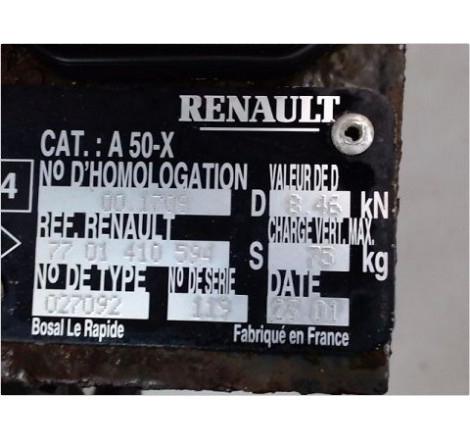 RENAULT
CAT. : A 50-X
4
Nº D'HOMOLOGATION VALEUR DE D
00.1709 D 8.46 kN
REF. RENAULT CHARGE VERT. MAX.
77 01 410 594 S 75 kg
Nº DE TYPE Nº DE SERIE DATE
027092 119 01
Bosal Le Rapide Fabriqué en France